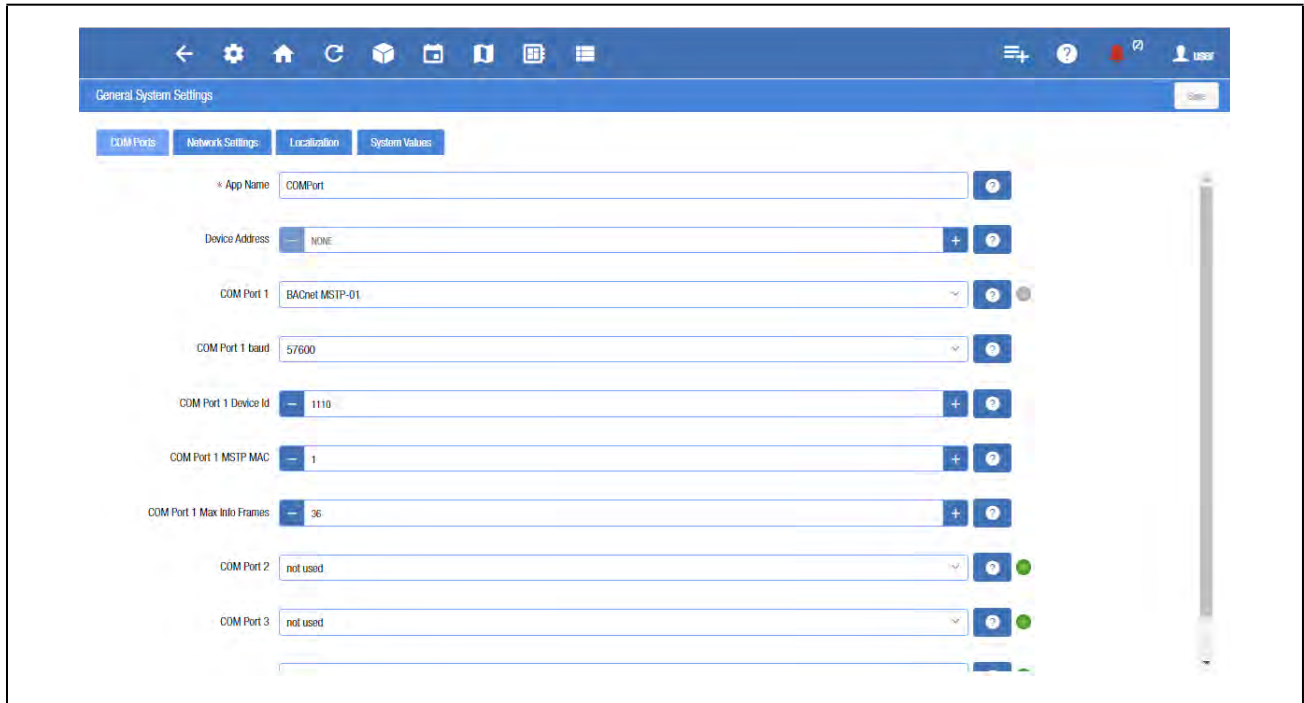 (2)
user
General System Settings
Save
COM Ports
Network Settings
Localization
System Values
* App Name
COMPort
Device Address
NONE
COM Port 1
BACnet MSTP-01
COM Port 1 baud
57600
COM Port 1 Device Id
1110
COM Port 1 MSTP MAC
1
COM Port 1 Max Info Frames
36
COM Port 2
not used
COM Port 3
not used